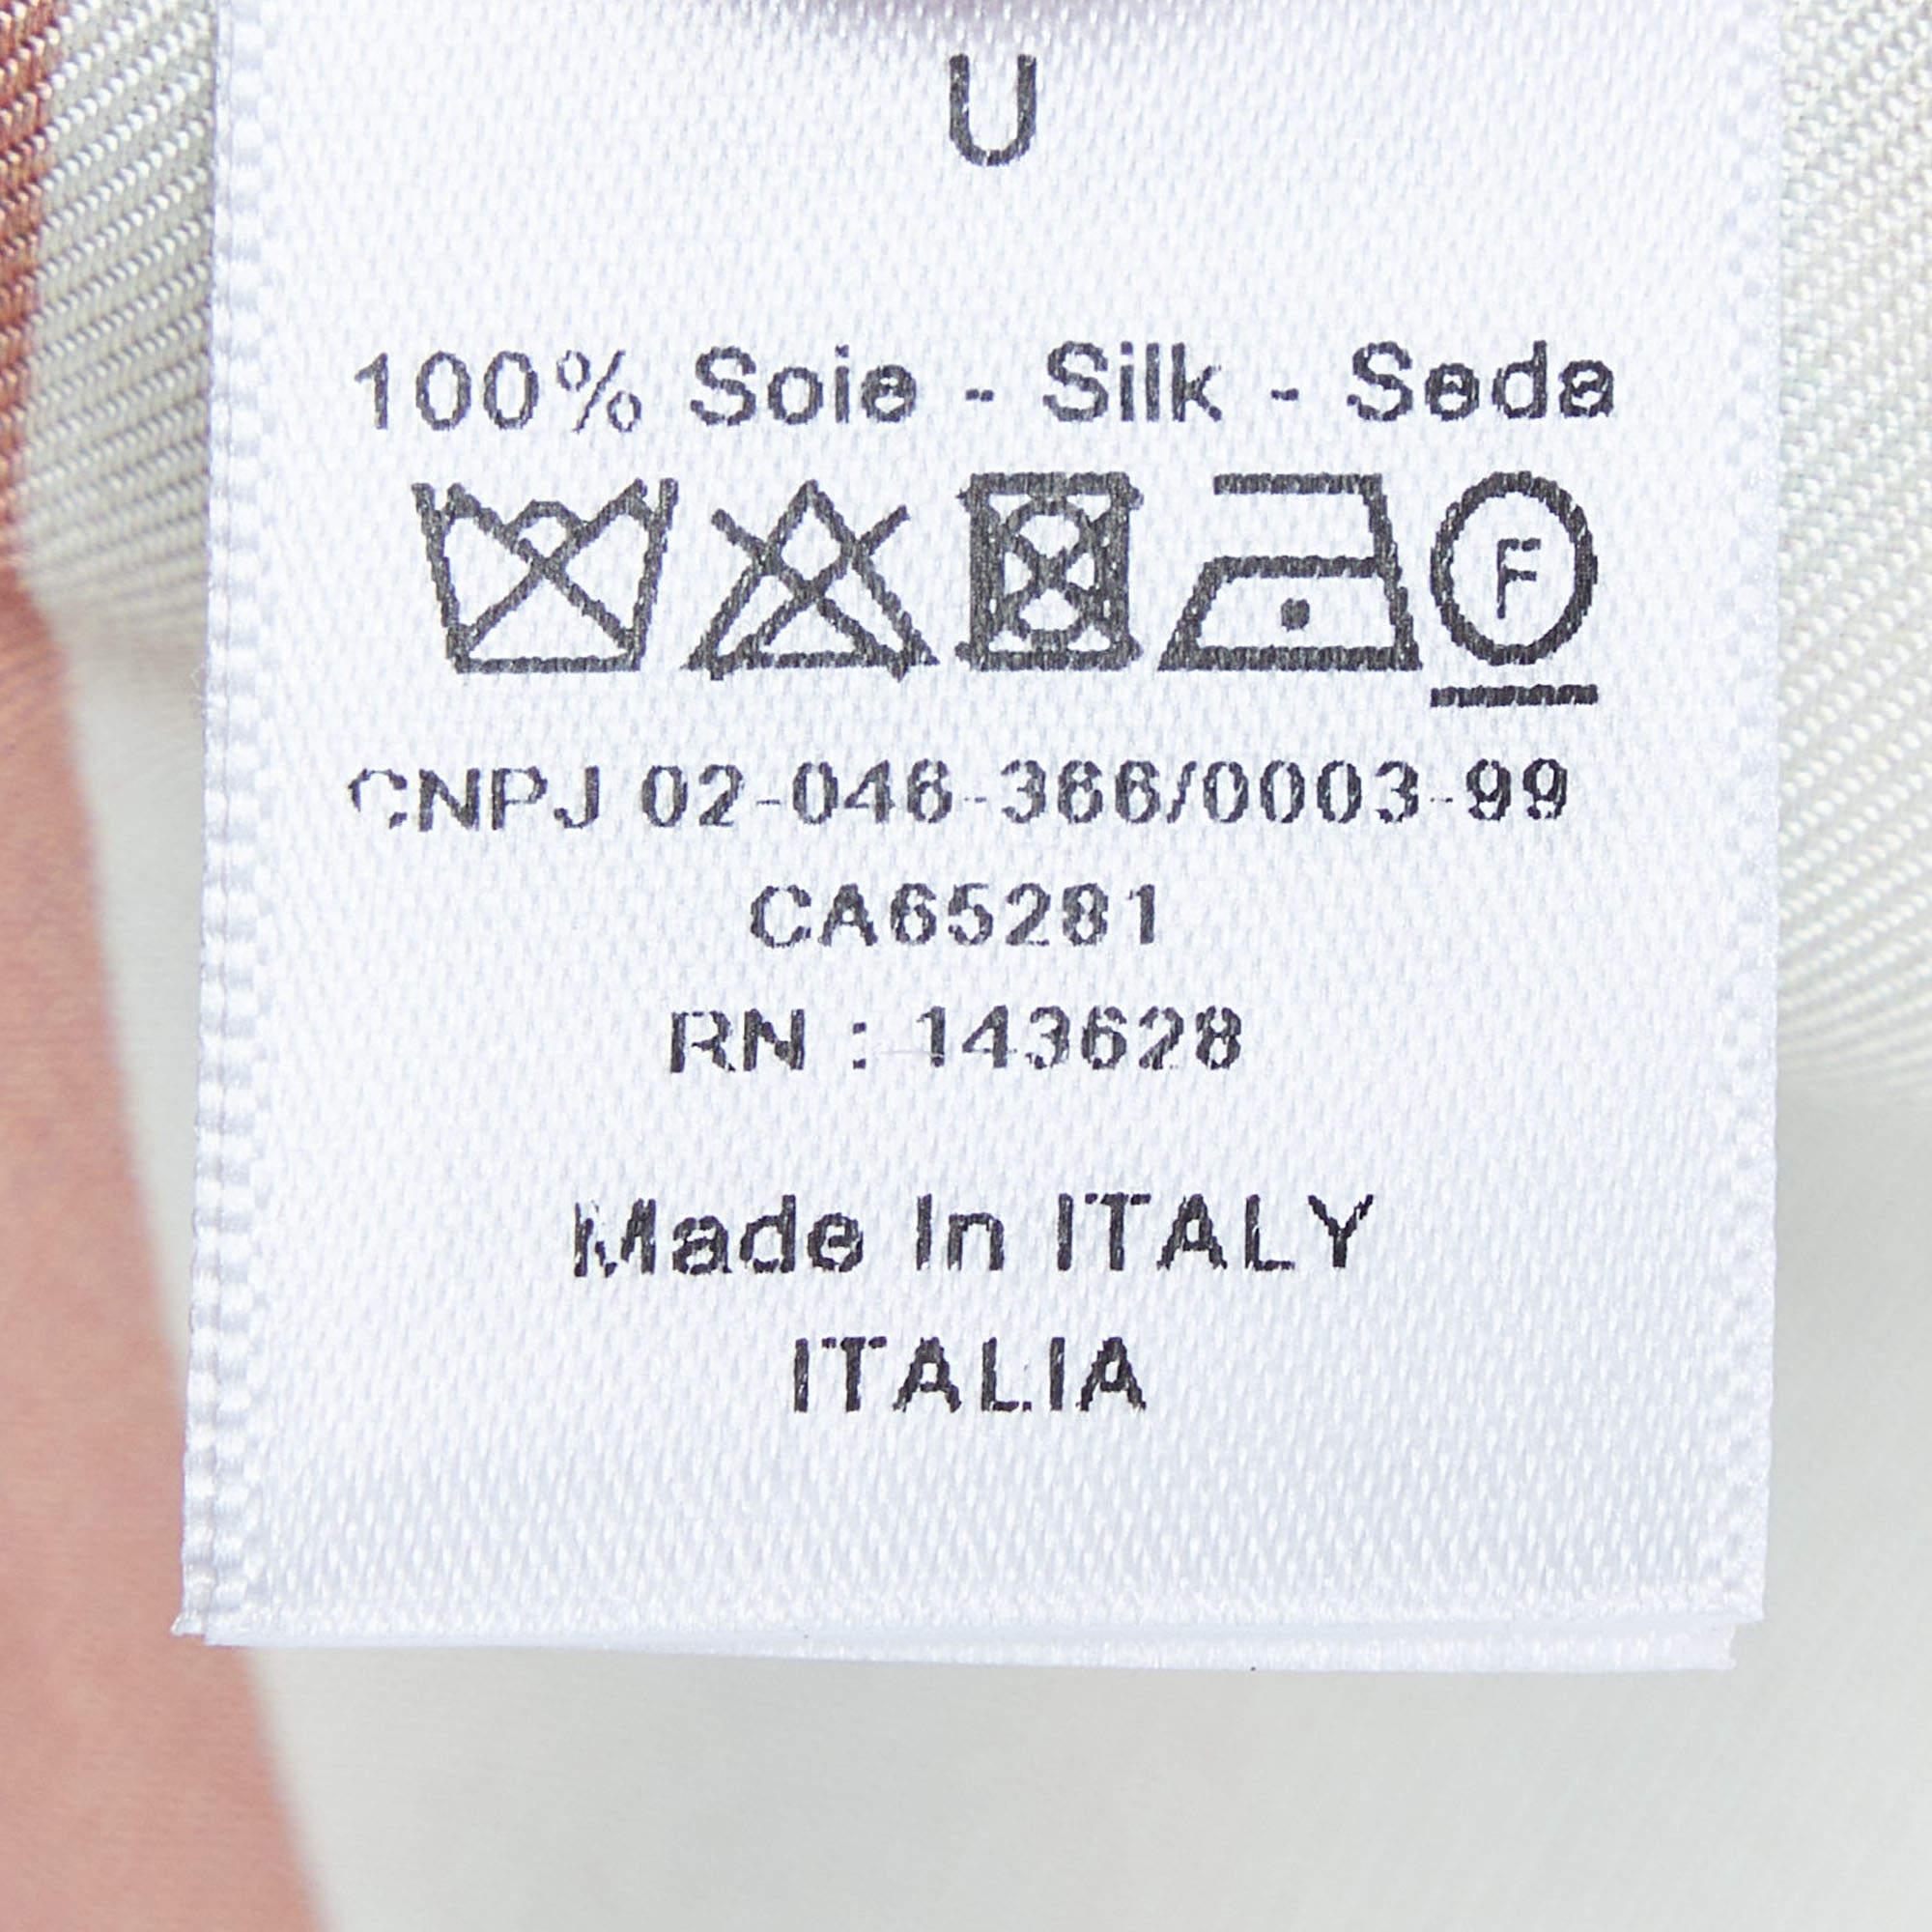 U
100% Soie - Silk - Seda
F
CNPJ 02-046-366/0003-99
CA65281
RN : 143628
Made In ITALY
ITALIA